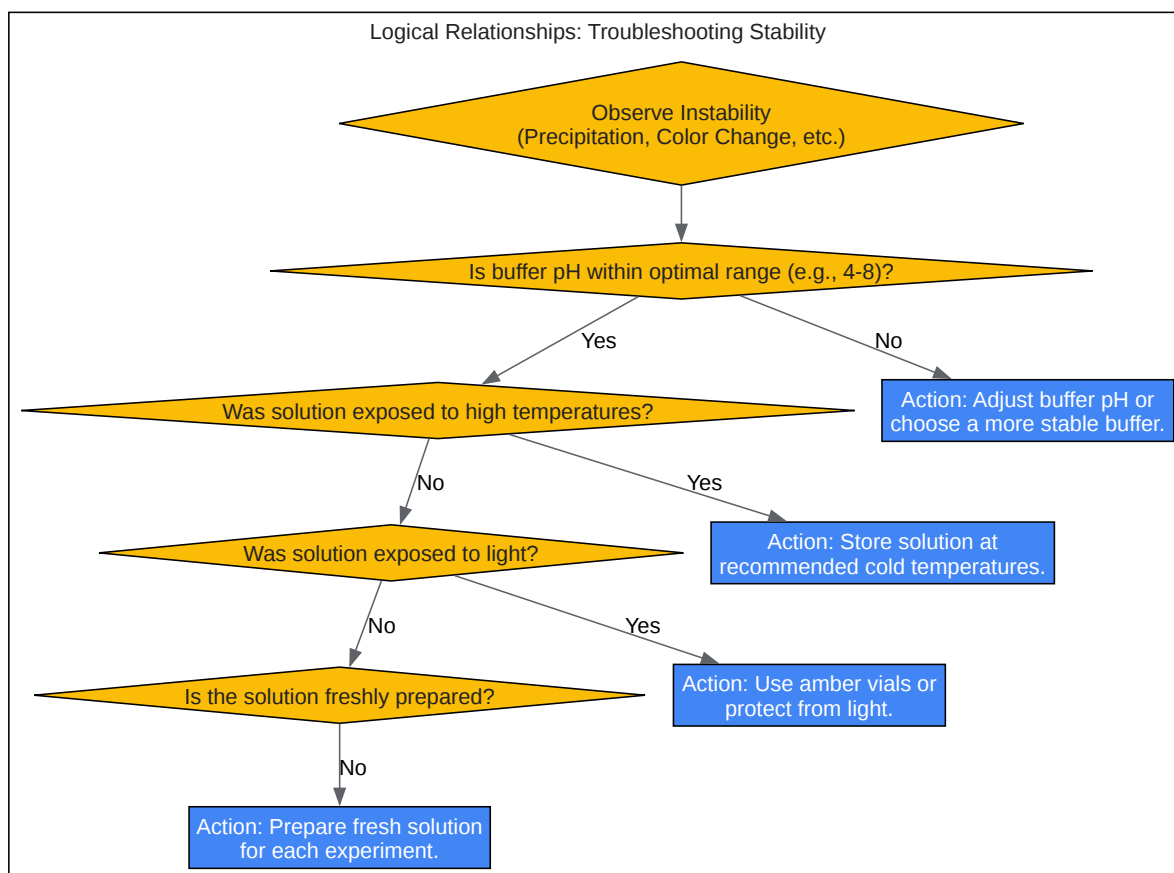 Logical Relationships: Troubleshooting Stability
Observe Instability
(Precipitation, Color Change, etc.)
Is buffer pH within optimal range (e.g., 4-8)?
Yes
No
Was solution exposed to high temperatures?
Action: Adjust buffer pH or
choose a more stable buffer.
No
Yes
Was solution exposed to light?
Action: Store solution at
recommended cold temperatures.
No
Yes
Is the solution freshly prepared?
Action: Use amber vials or
protect from light.
No
Action: Prepare fresh solution
for each experiment.